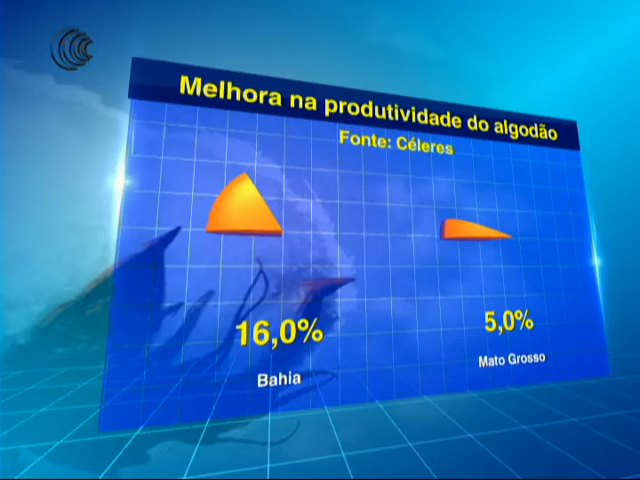 Melhora na produtividade do algodão
Fonte: Céleres
16,0%
5,0%
Bahia
Mato Grosso